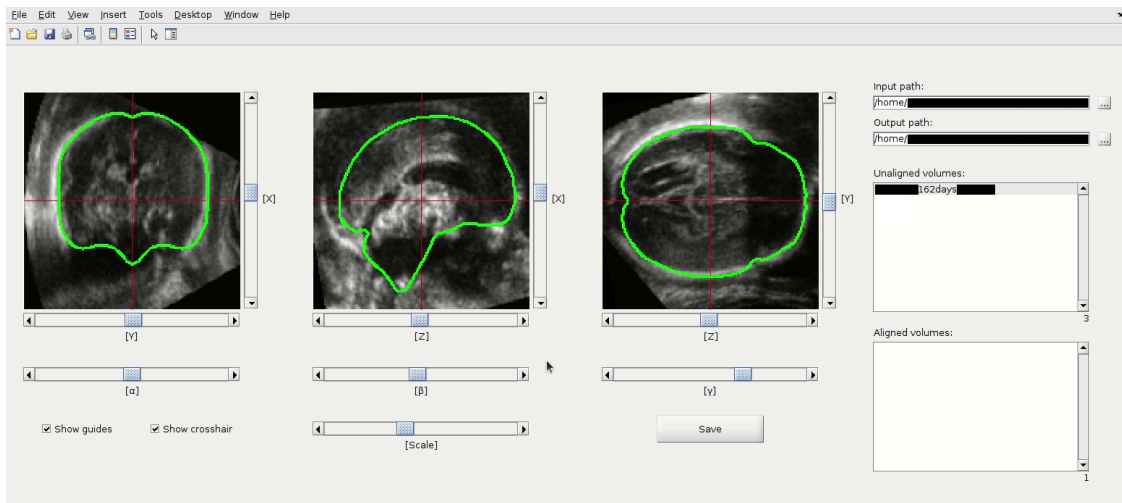 File Edit View Insert Tools Desktop Window Help
Input path:
/home/
...
Output path:
/home/
...
Unaligned volumes:
162days
3
[X]
[X]
[Y]
[Y]
[Z]
[Z]
Aligned volumes:
[α]
[β]
[γ]
Show guides
Show crosshair
Save
[Scale]
1